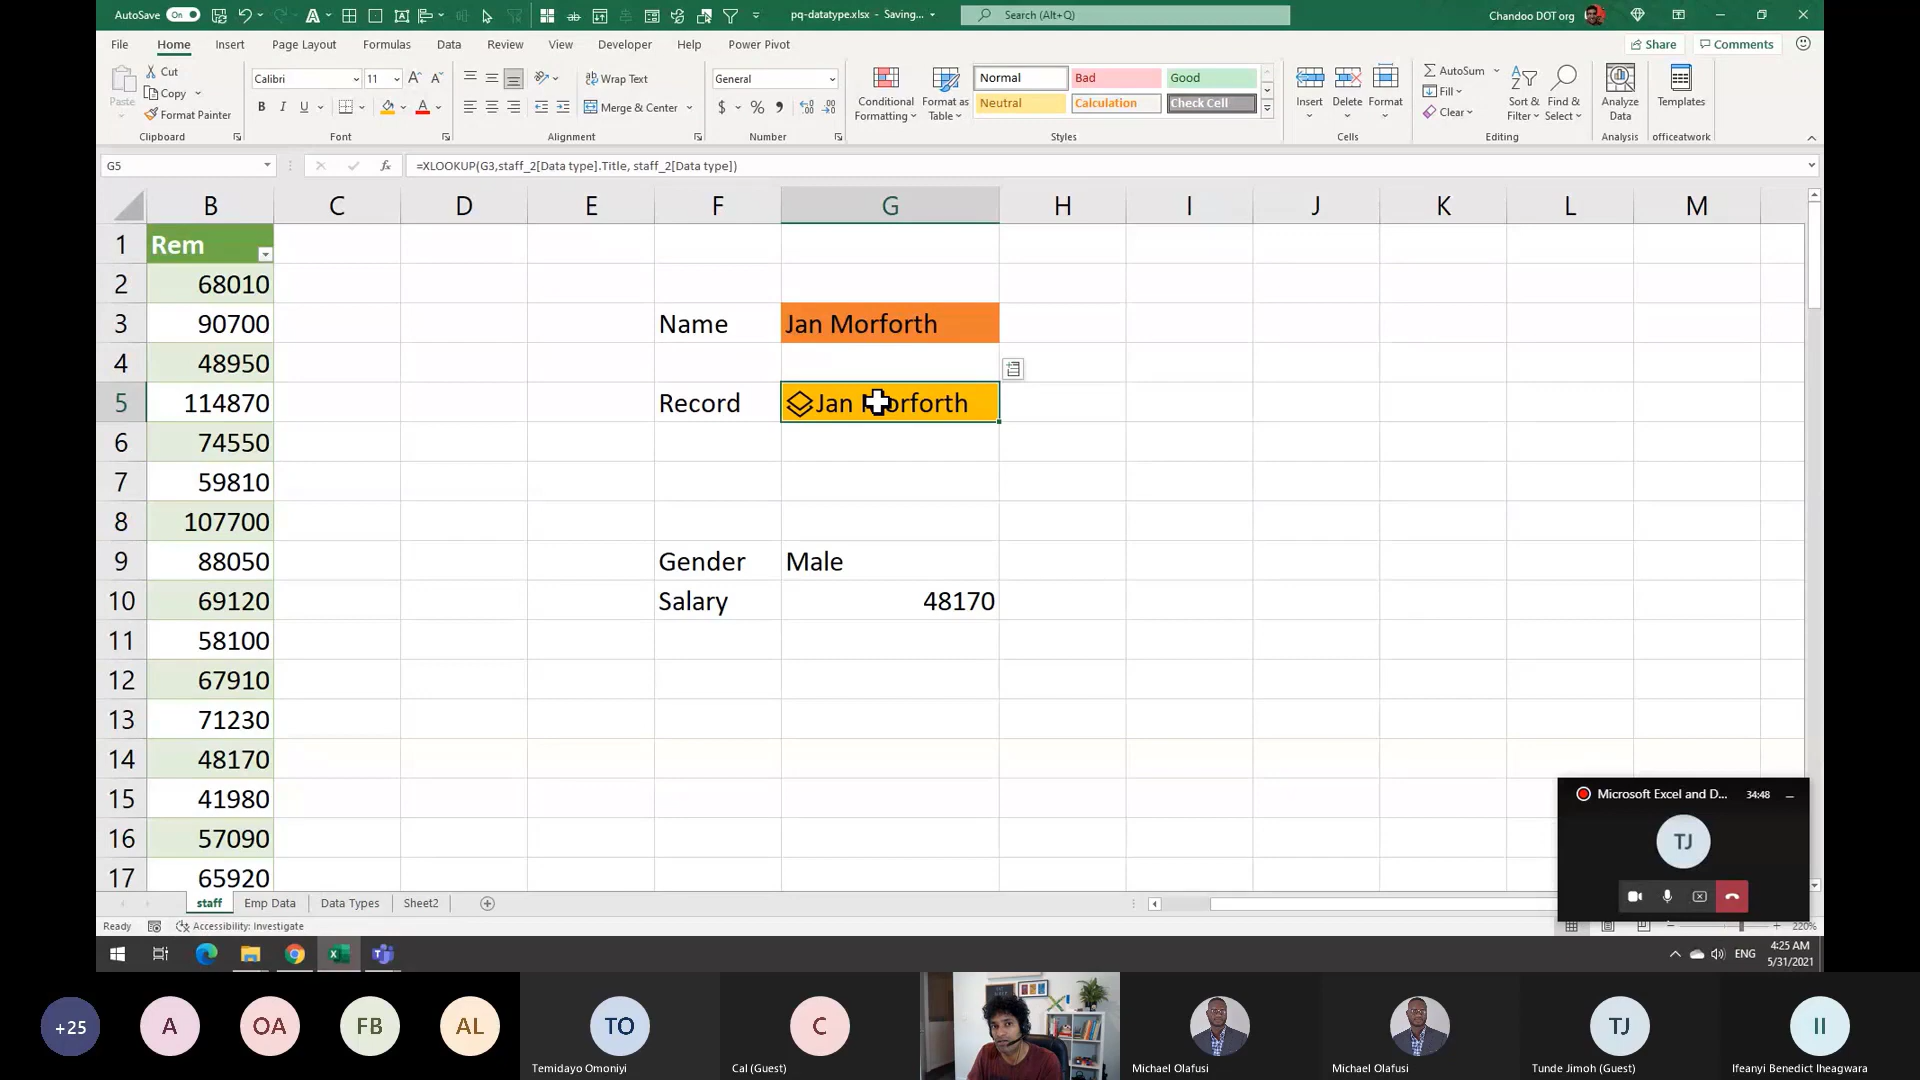 AutoSave On pq-datatype.xlsx - Saving... Search (Alt+Q) Chandoo DOT org
File Home Insert Page Layout Formulas Data Review View Developer Help Power Pivot Share Comments
Paste Cut Copy Format Painter Clipboard
Calibri 11 B I U A Font
Wrap Text Merge & Center Alignment
General $ % Number
Conditional Formatting Format as Table
Normal Bad Good
Neutral Calculation Check Cell
Styles
Insert Delete Format Cells
AutoSum Fill Clear Sort & Filter Find & Select Editing
Analyze Data Analysis
Templates officeatwork
G5 fx =XLOOKUP(G3,staff_2[Data type].Title, staff_2[Data type])
B C D E F G H I J K L M
1 Rem
2 68010
3 90700 Name Jan Morforth
4 48950
5 114870 Record Jan Morforth
6 74550
7 59810
8 107700
9 88050 Gender Male
10 69120 Salary 48170
11 58100
12 67910
13 71230
14 48170
15 41980
16 57090
17 65920
Microsoft Excel and D... 34:48
TJ
staff Emp Data Data Types Sheet2
Ready Accessibility: Investigate 220%
ENG 4:25 AM
5/31/2021
+25 A OA FB AL TO C TJ II
Temidayo Omoniyi Cal (Guest) Michael Olafusi Michael Olafusi Tunde Jimoh (Guest) Ifeanyi Benedict Iheagwara